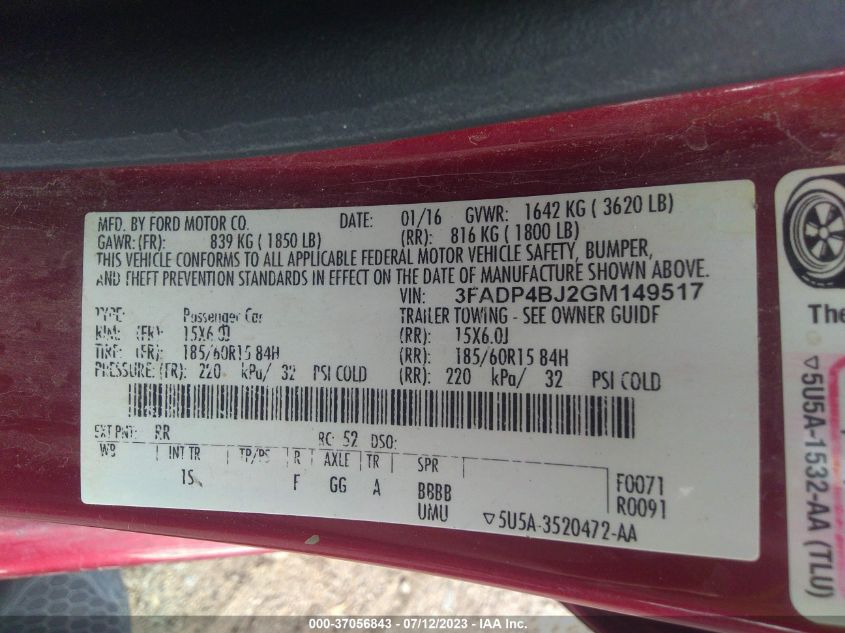 MFD. BY FORD MOTOR CO. DATE: 01/16 GVWR: 1642 KG ( 3620 LB)
GAWR: (FR): 839 KG ( 1850 LB) (RR): 816 KG ( 1800 LB)
THIS VEHICLE CONFORMS TO ALL APPLICABLE FEDERAL MOTOR VEHICLE SAFETY, BUMPER,
AND THEFT PREVENTION STANDARDS IN EFFECT ON THE DATE OF MANUFACTURE SHOWN ABOVE.
VIN: 3FADP4BJ2GM149517
TYPE: Passenger Car TRAILER TOWING - SEE OWNER GUIDE
RIM: (FR): 15X6.0J (RR): 15X6.0J
TIRE: (FR): 185/60R15 84H (RR): 185/60R15 84H
PRESSURE: (FR): 220 kPa/ 32 PSI COLD (RR): 220 kPa/ 32 PSI COLD
EXT PNT: RR RC: 52 DSO:
WB INT TR TP/PS R AXLE TR SPR
1S F GG A BBBB F0071
UMU R0091
▽5U5A-3520472-AA
The
▽5U5A-1532-AA (TLU)
000-37056843 - 07/12/2023 - IAA Inc.